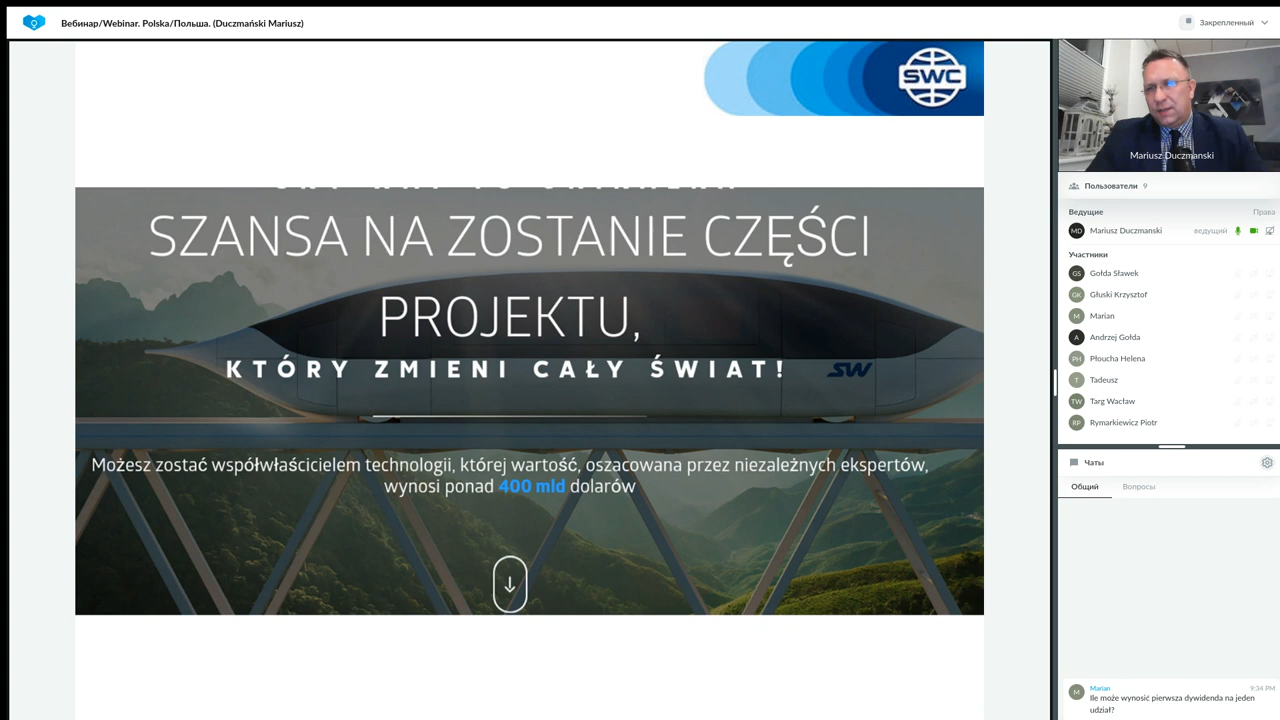 Вебинар/Webinar. Polska/Польша. (Duczmański Mariusz)
Закрепленный
SWC
SZANSA NA ZOSTANIE CZĘŚCI
PROJEKTU,
KTÓRY ZMIENI CAŁY ŚWIAT!
SW
Możesz zostać współwłaścicielem technologii, której wartość, oszacowana przez niezależnych ekspertów,
wynosi ponad 400 mld dolarów
Mariusz Duczmanski
Пользователи 9
Ведущие Права
MD Mariusz Duczmanski ведущий
Участники
GS Gołda Sławek
GK Głuski Krzysztof
M Marian
A Andrzej Gołda
PH Płoucha Helena
T Tadeusz
TW Targ Wacław
RP Rymarkiewicz Piotr
Чаты
Общий Вопросы
M Marian 9:34 PM
Ile może wynosić pierwsza dywidenda na jeden
udział?